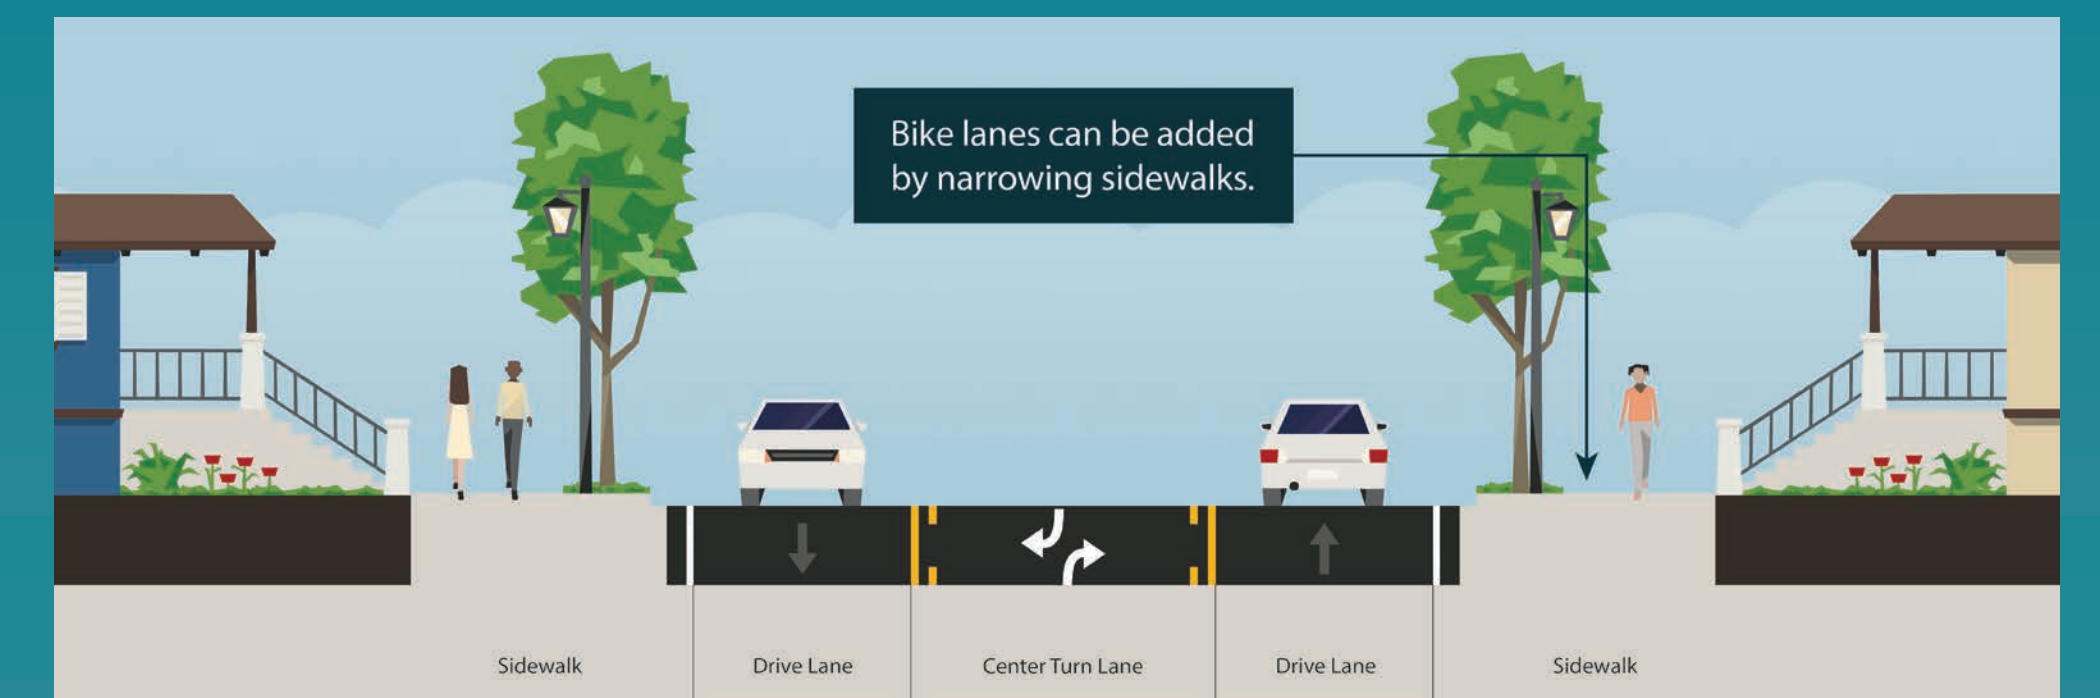 Bike lanes can be added
by narrowing sidewalks.
Sidewalk
Drive Lane
Center Turn Lane
Drive Lane
Sidewalk